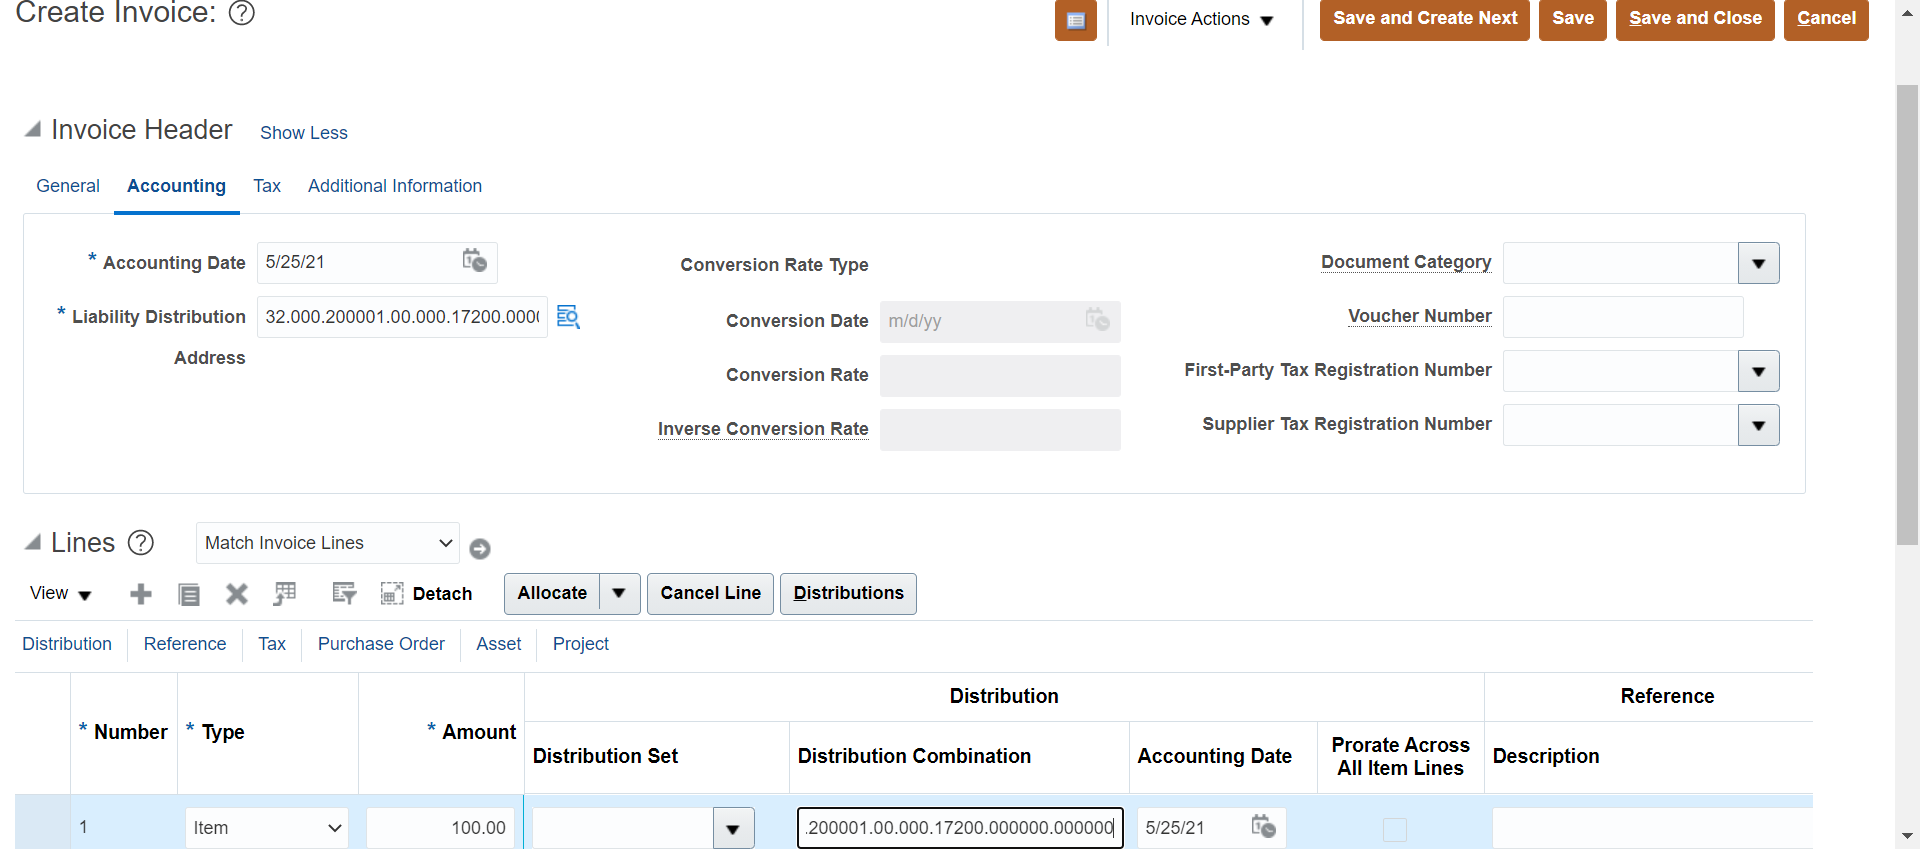 Create Invoice: ?
Invoice Actions
Save and Create Next
Save
Save and Close
Cancel
Invoice Header
Show Less
General
Accounting
Tax
Additional Information
* Accounting Date
5/25/21
* Liability Distribution
32.000.200001.00.000.17200.000
Address
Conversion Rate Type
Conversion Date
m/d/yy
Conversion Rate
Inverse Conversion Rate
Document Category
Voucher Number
First-Party Tax Registration Number
Supplier Tax Registration Number
Lines ?
Match Invoice Lines
View
Detach
Allocate
Cancel Line
Distributions
Distribution
Reference
Tax
Purchase Order
Asset
Project
* Number
* Type
* Amount
Distribution
Reference
Distribution Set
Distribution Combination
Accounting Date
Prorate Across
All Item Lines
Description
1
Item
100.00
.200001.00.000.17200.000000.000000
5/25/21